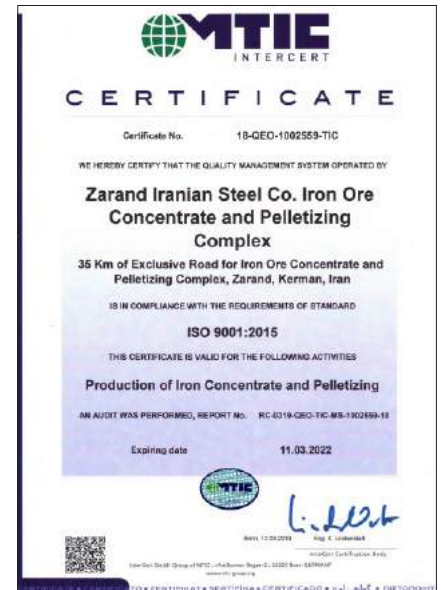 MTIC
INTERCERT
CERTIFICATE
Certificate No. 18-QEO-1002559-TIC
WE HEREBY CERTIFY THAT THE QUALITY MANAGEMENT SYSTEM OPERATED BY
Zarand Iranian Steel Co. Iron Ore
Concentrate and Pelletizing
Complex
35 Km of Exclusive Road for Iron Ore Concentrate and
Pelletizing Complex, Zarand, Kerman, Iran
IS IN COMPLIANCE WITH THE REQUIREMENTS OF STANDARD
ISO 9001:2015
THIS CERTIFICATE IS VALID FOR THE FOLLOWING ACTIVITIES
Production of Iron Concentrate and Pelletizing
AN AUDIT WAS PERFORMED, REPORT No. RC-0319-QEO-TIC-MS-1002559-18
Expiring date 11.03.2022
MTIC
InterCert Certification Body